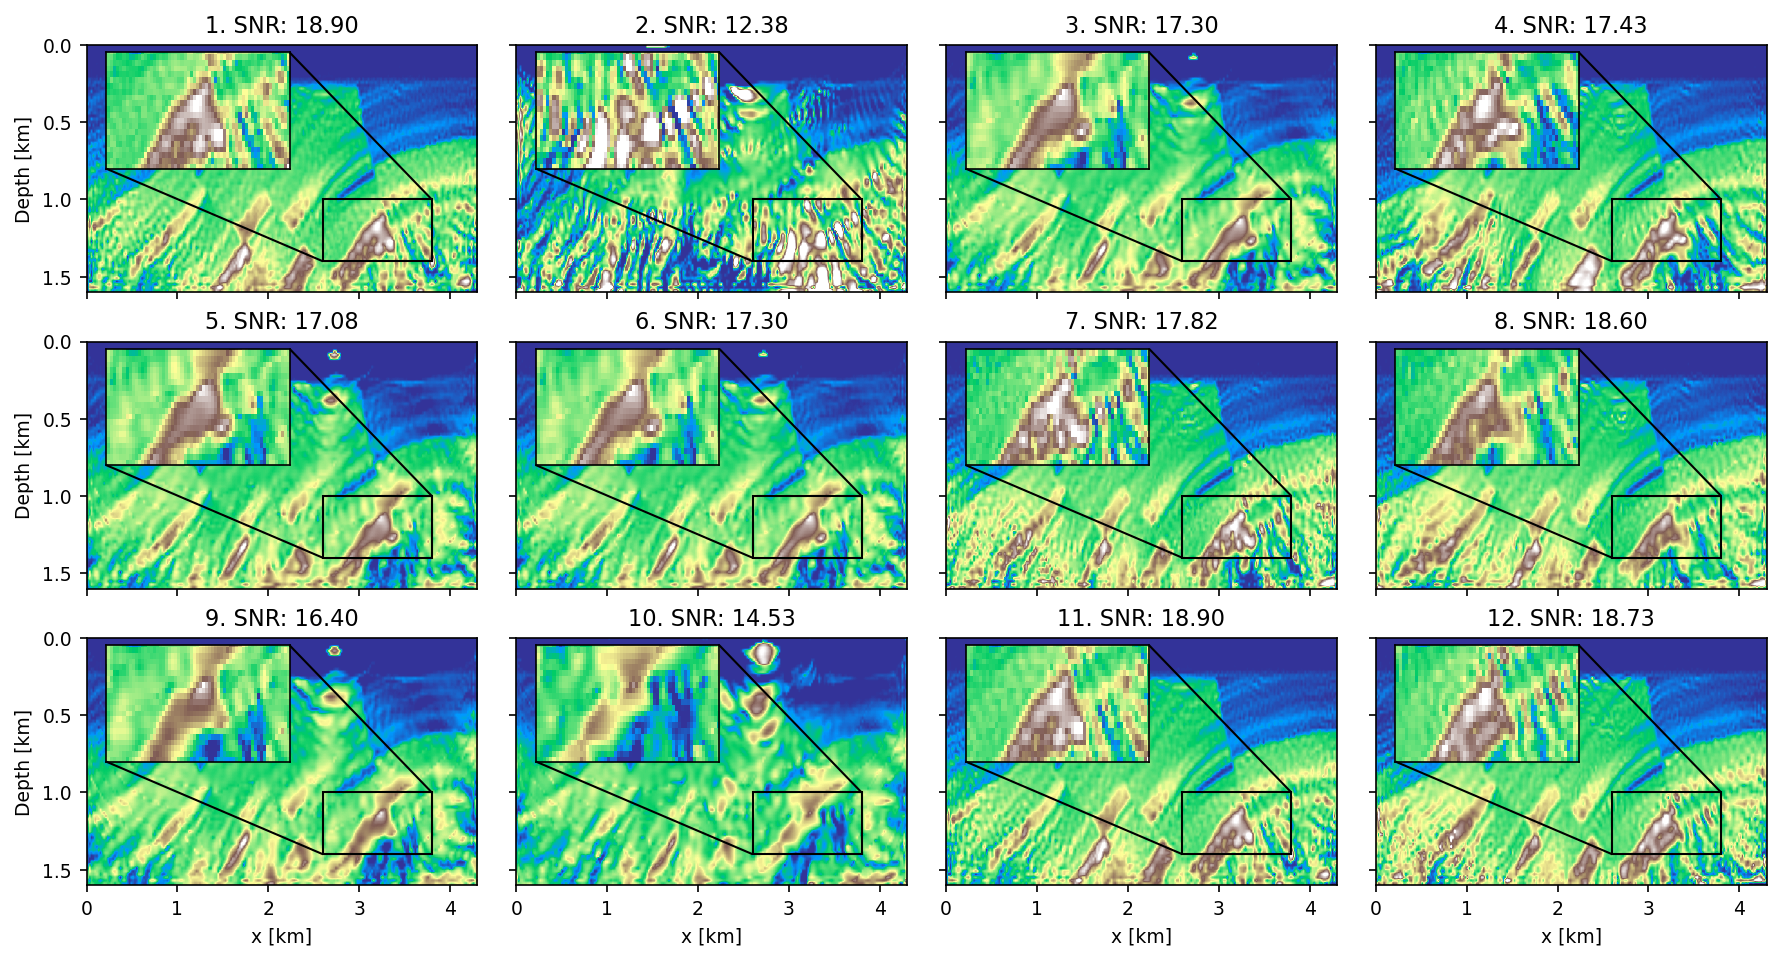 1. SNR: 18.90 2. SNR: 12.38 3. SNR: 17.30 4. SNR: 17.43
0.0
0.5
1.0
1.5
Depth [km]
5. SNR: 17.08 6. SNR: 17.30 7. SNR: 17.82 8. SNR: 18.60
0.0
0.5
1.0
1.5
Depth [km]
9. SNR: 16.40 10. SNR: 14.53 11. SNR: 18.90 12. SNR: 18.73
0.0
0.5
1.0
1.5
Depth [km]
0 1 2 3 4 0 1 2 3 4 0 1 2 3 4 0 1 2 3 4
x [km] x [km] x [km] x [km]